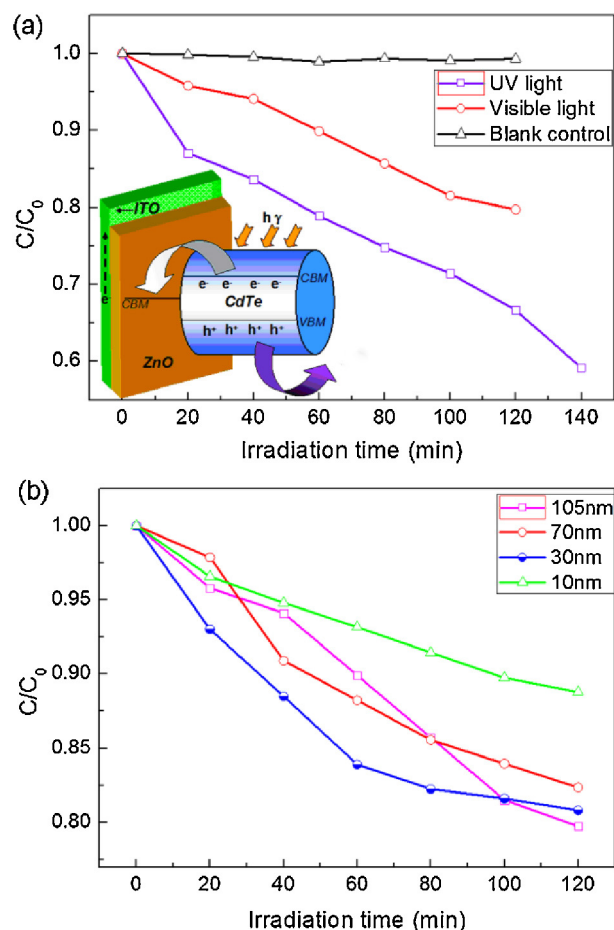 (a)
1.0
0.9
0.8
0.7
0.6
C/C0
UV light
Visible light
Blank control
ITO
hγ
e- e- e- e-
CBM
CdTe
VBM
h+ h+ h+ h+
e
CBM
ZnO
0 20 40 60 80 100 120 140
Irradiation time (min)
(b)
1.00
0.95
0.90
0.85
0.80
C/C0
105nm
70nm
30nm
10nm
0 20 40 60 80 100 120
Irradiation time (min)